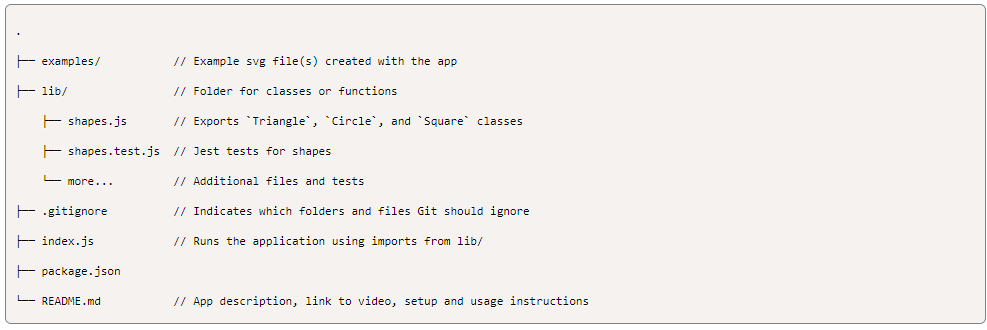 .
├── examples/           // Example svg file(s) created with the app
├── lib/                // Folder for classes or functions
    ├── shapes.js       // Exports `Triangle`, `Circle`, and `Square` classes
    ├── shapes.test.js  // Jest tests for shapes
    └── more...         // Additional files and tests
├── .gitignore          // Indicates which folders and files Git should ignore
├── index.js            // Runs the application using imports from lib/
├── package.json
└── README.md           // App description, link to video, setup and usage instructions